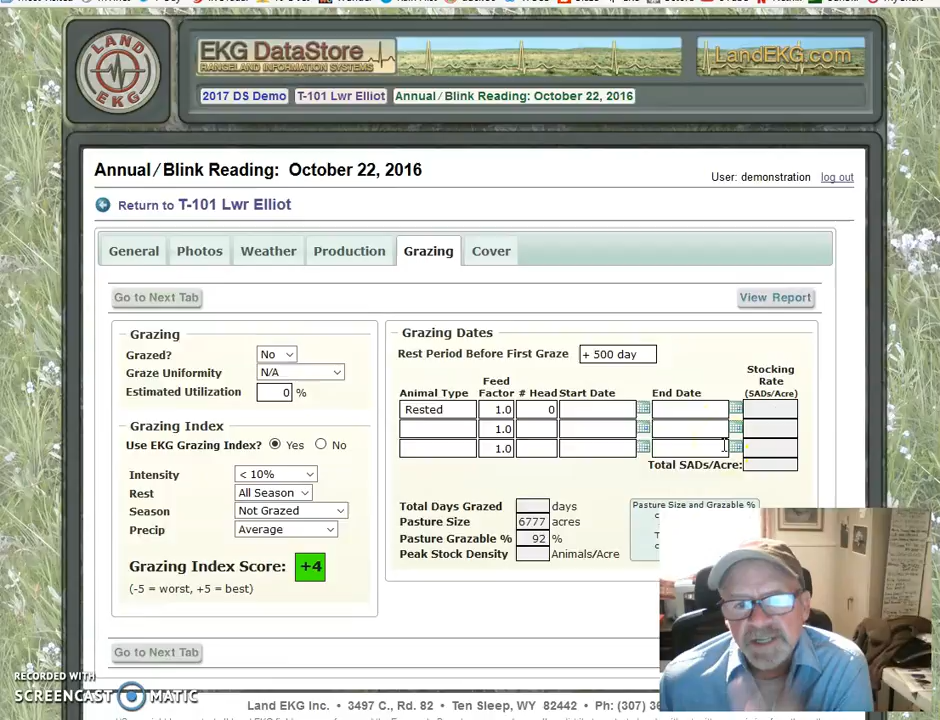 LAND
EKG
EKG DataStore
RANGELAND INFORMATION SYSTEMS
LandEKG.com
2017 DS Demo T-101 Lwr Elliot Annual/Blink Reading: October 22, 2016
Annual/Blink Reading: October 22, 2016
User: demonstration log out
Return to T-101 Lwr Elliot
General Photos Weather Production Grazing Cover
Go to Next Tab View Report
Grazing
Grazed? No
Graze Uniformity N/A
Estimated Utilization 0 %
Grazing Index
Use EKG Grazing Index? Yes No
Intensity < 10%
Rest All Season
Season Not Grazed
Precip Average
Grazing Index Score: +4
(-5 = worst, +5 = best)
Grazing Dates
Rest Period Before First Graze + 500 day
Animal Type Feed Factor # Head Start Date End Date Stocking Rate (SADs/Acre)
Rested 1.0 0
1.0
1.0
Total SADs/Acre:
Total Days Grazed days
Pasture Size 6777 acres
Pasture Grazable % 92 %
Peak Stock Density Animals/Acre
Pasture Size and Grazable %
Go to Next Tab
RECORDED WITH
SCREENCAST MATIC
Land EKG Inc. • 3497 C, Rd. 82 • Ten Sleep, WY 82442 • Ph: (307) 36